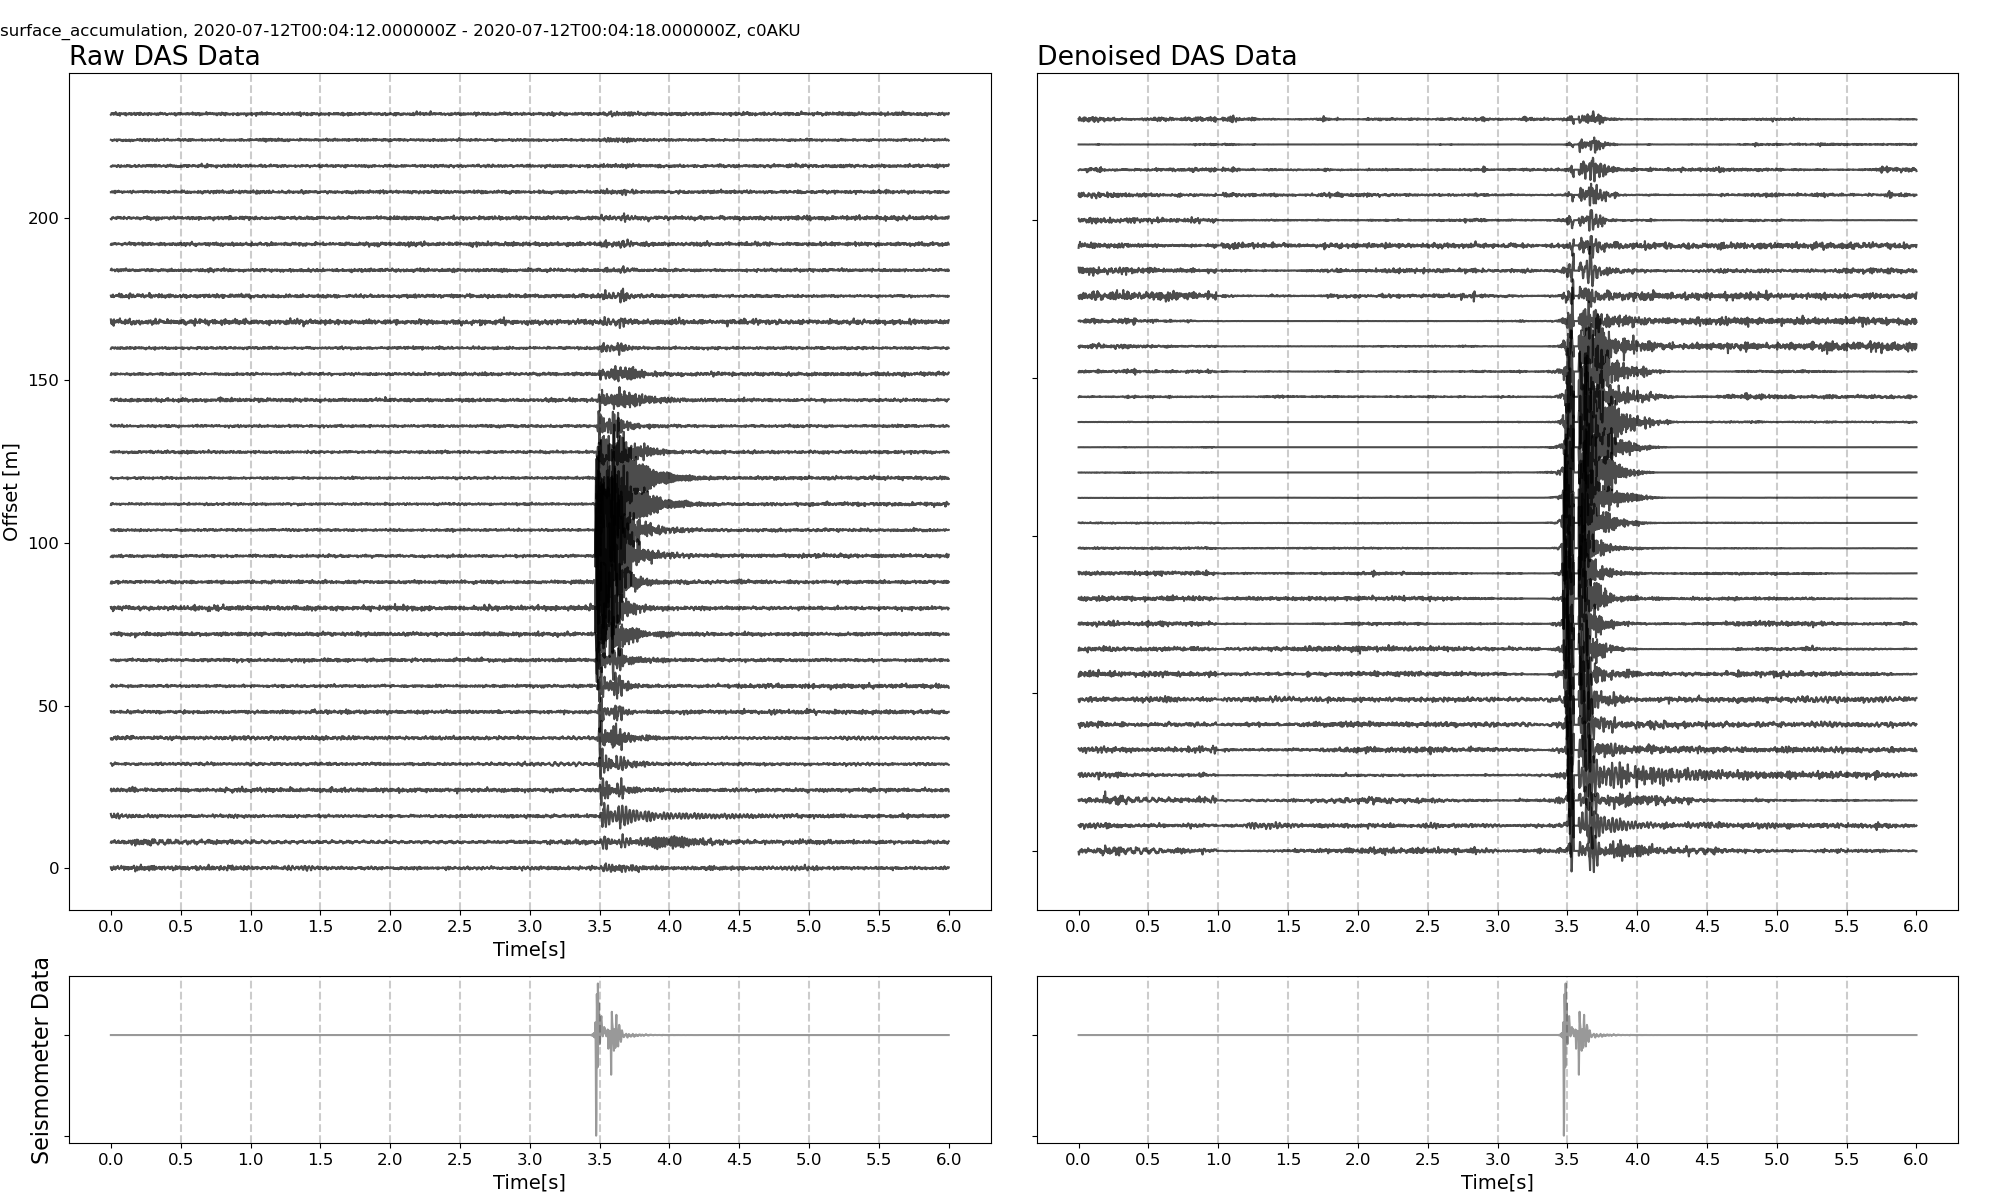 surface_accumulation, 2020-07-12T00:04:12.000000Z - 2020-07-12T00:04:18.000000Z, c0AKU
Raw DAS Data
Denoised DAS Data
Offset [m]
200
150
100
50
0
0.0 0.5 1.0 1.5 2.0 2.5 3.0 3.5 4.0 4.5 5.0 5.5 6.0
Time[s]
0.0 0.5 1.0 1.5 2.0 2.5 3.0 3.5 4.0 4.5 5.0 5.5 6.0
Seismometer Data
0.0 0.5 1.0 1.5 2.0 2.5 3.0 3.5 4.0 4.5 5.0 5.5 6.0
Time[s]
0.0 0.5 1.0 1.5 2.0 2.5 3.0 3.5 4.0 4.5 5.0 5.5 6.0
Time[s]